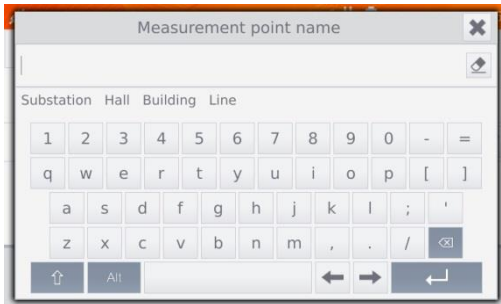 Measurement point name
Substation Hall Building Line
1 2 3 4 5 6 7 8 9 0 - =
q w e r t y u i o p [ ]
a s d f g h j k l ; '
z x c v b n m , . /
Alt